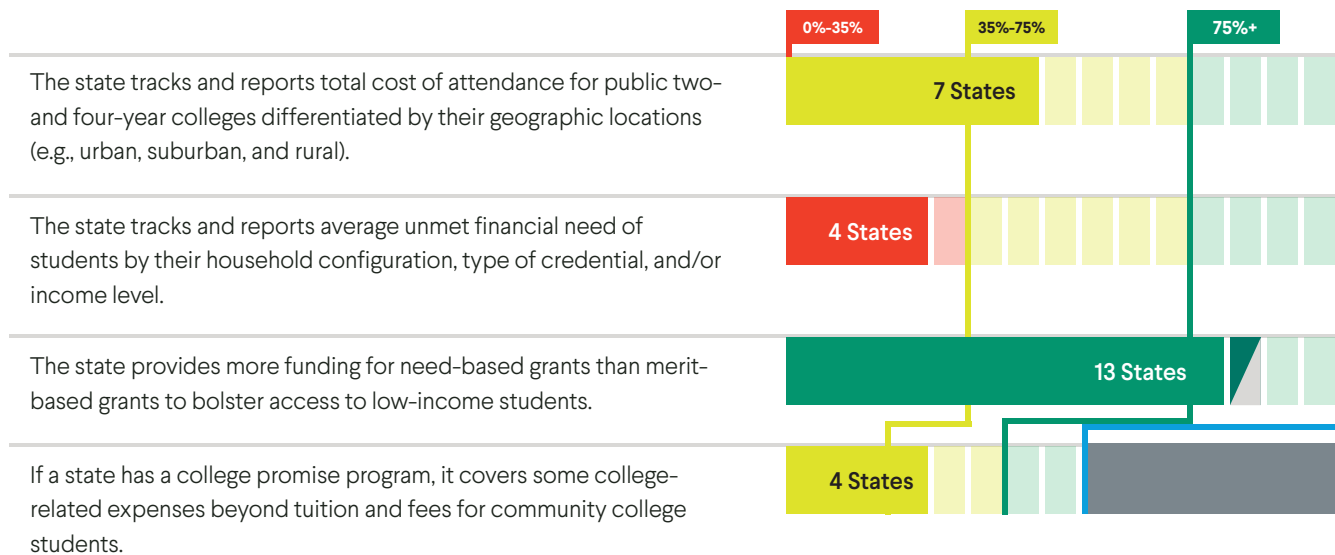 0%-35%
35%-75%
75%+
The state tracks and reports total cost of attendance for public two-
and four-year colleges differentiated by their geographic locations
(e.g., urban, suburban, and rural).
7 States
The state tracks and reports average unmet financial need of
students by their household configuration, type of credential, and/or
income level.
4 States
The state provides more funding for need-based grants than merit-
based grants to bolster access to low-income students.
13 States
If a state has a college promise program, it covers some college-
related expenses beyond tuition and fees for community college
students.
4 States